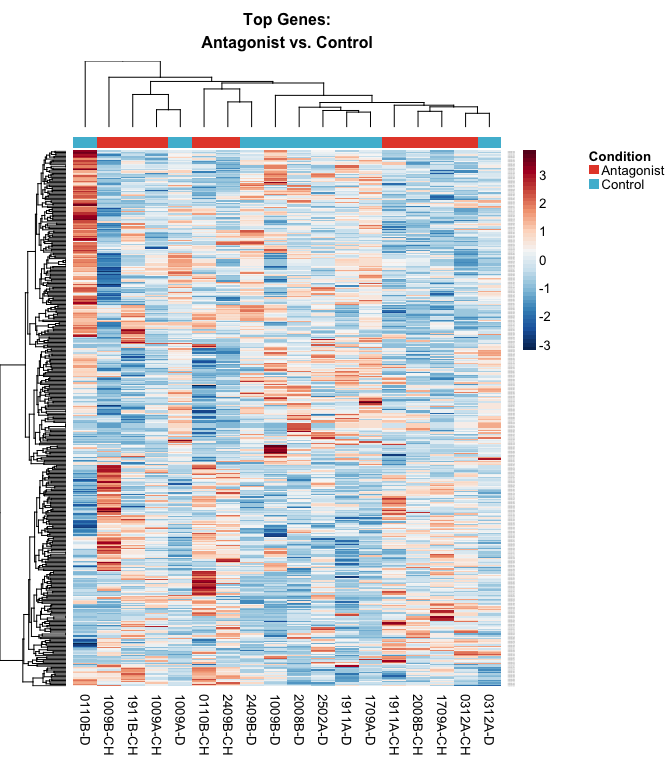 Top Genes:
Antagonist vs. Control
Condition
Antagonist
Control
3
2
1
0
-1
-2
-3
0110B-D
1009B-CH
1911B-CH
1009A-CH
1009A-D
0110B-CH
2409B-CH
2409B-D
1009B-D
2008B-D
2502A-D
1911A-D
1709A-D
1911A-CH
2008B-CH
1709A-CH
0312A-CH
0312A-D